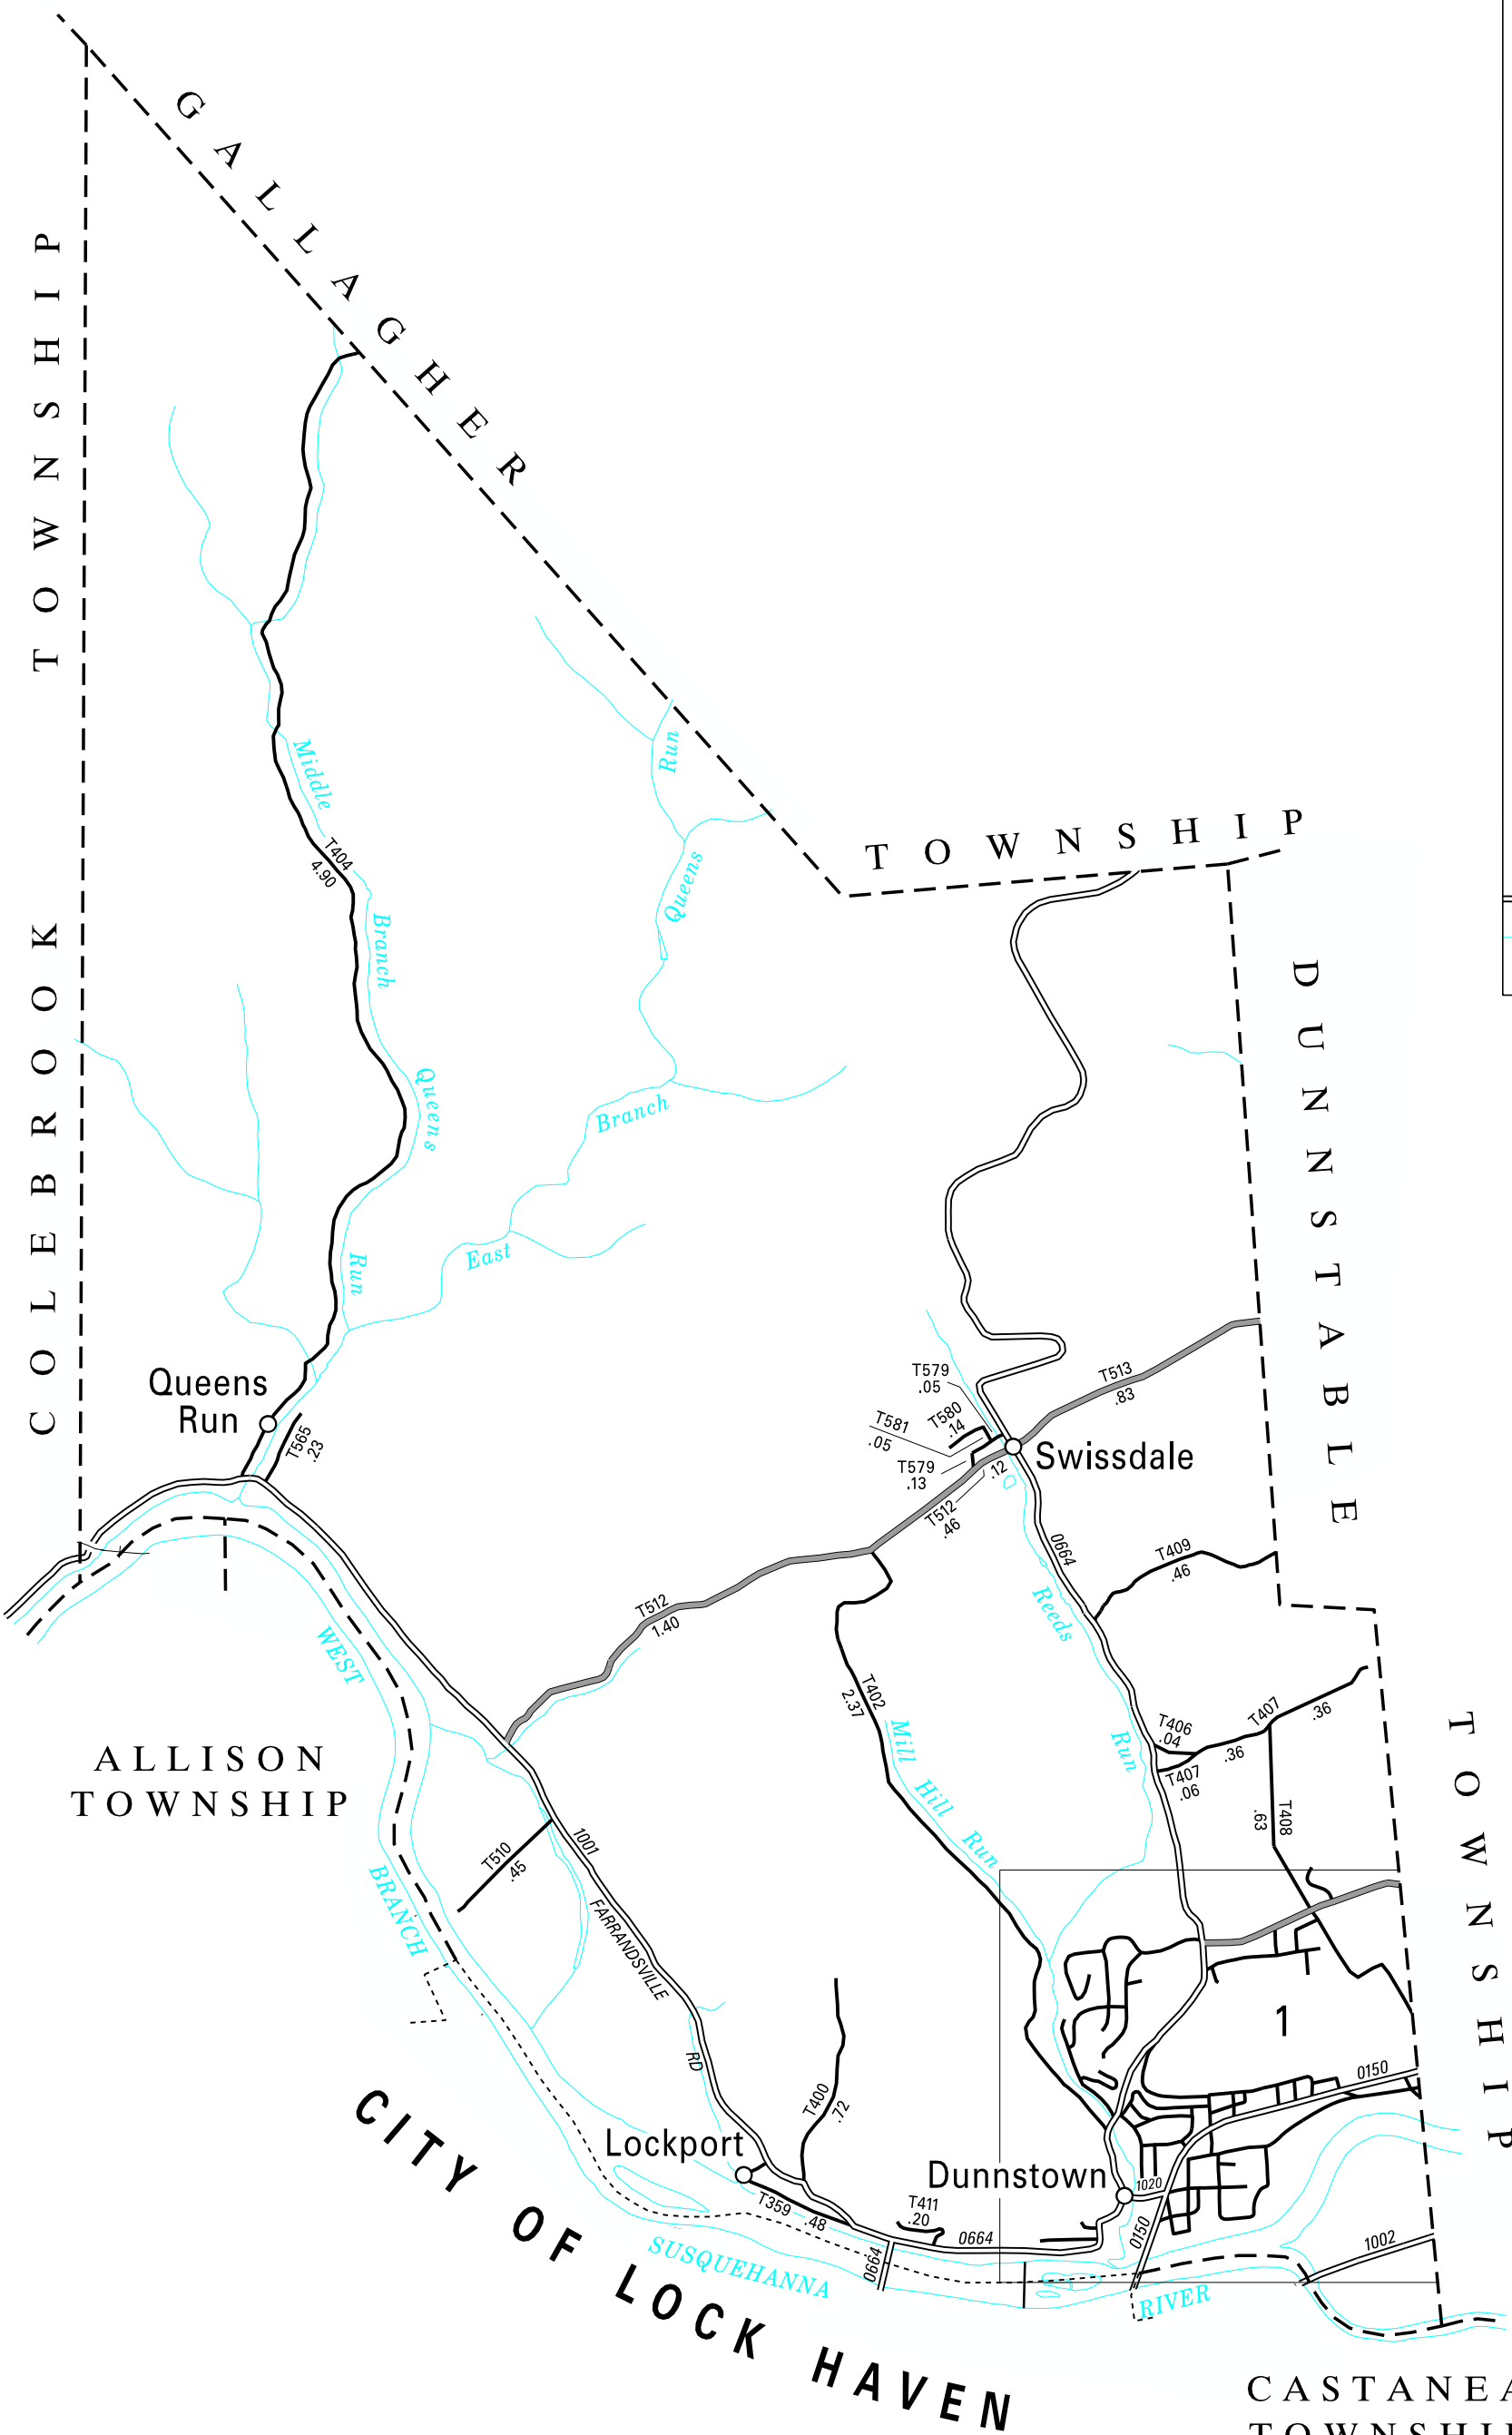 GALLAGHER
TOWNSHIP
COLEBROOK TOWNSHIP
DUNNSTABLE
TOWNSHIP
Middle
Branch
Queens
Run
T404
4.90
Run
Queens
Branch
East
Queens
Run
T565
.23
T579
.05
T580
.14
T581
.05
T579
.13
.12
T512
.46
T513
.83
Swissdale
0664
T409
.46
Reeds
Run
T512
1.40
T402
2.37
Mill
Hill
Run
T406
.04
T407
.06
.36
T407
.36
T408
.63
WEST
BRANCH
ALLISON
TOWNSHIP
T510
.45
1001
FARRANDSVILLE
RD
T400
.72
1
0150
Lockport
T359
.48
Dunnstown
1020
T411
.20
0664
0664
0150
1002
SUSQUEHANNA
RIVER
CITY OF LOCK HAVEN
CASTANEA
TOWNSHIP